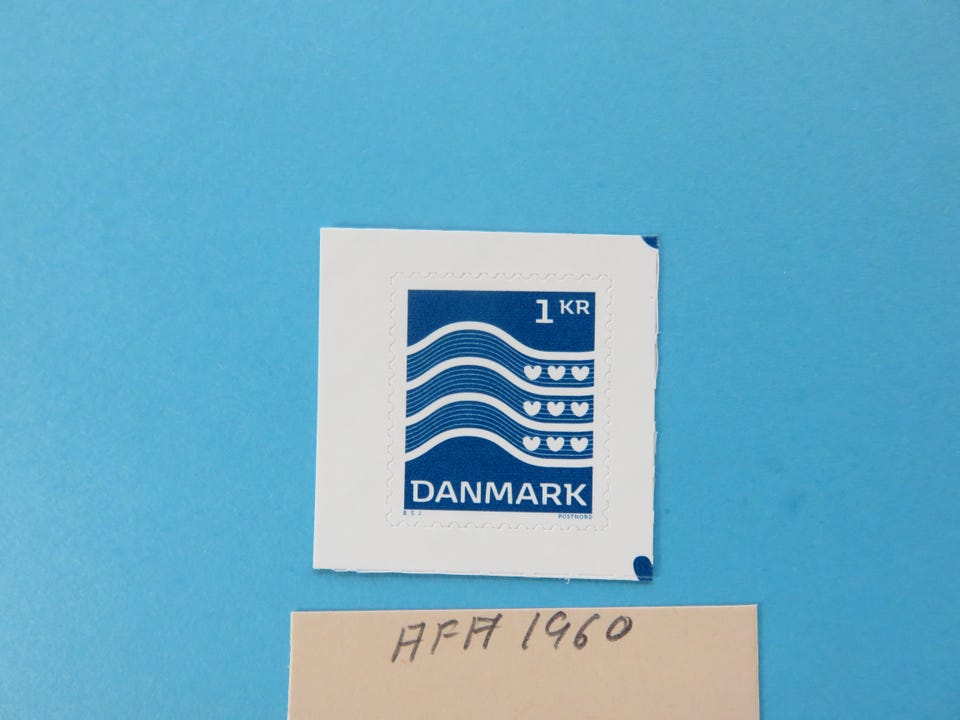 1 KR
DANMARK
B.S.J. POSTNORD
AFA 1960